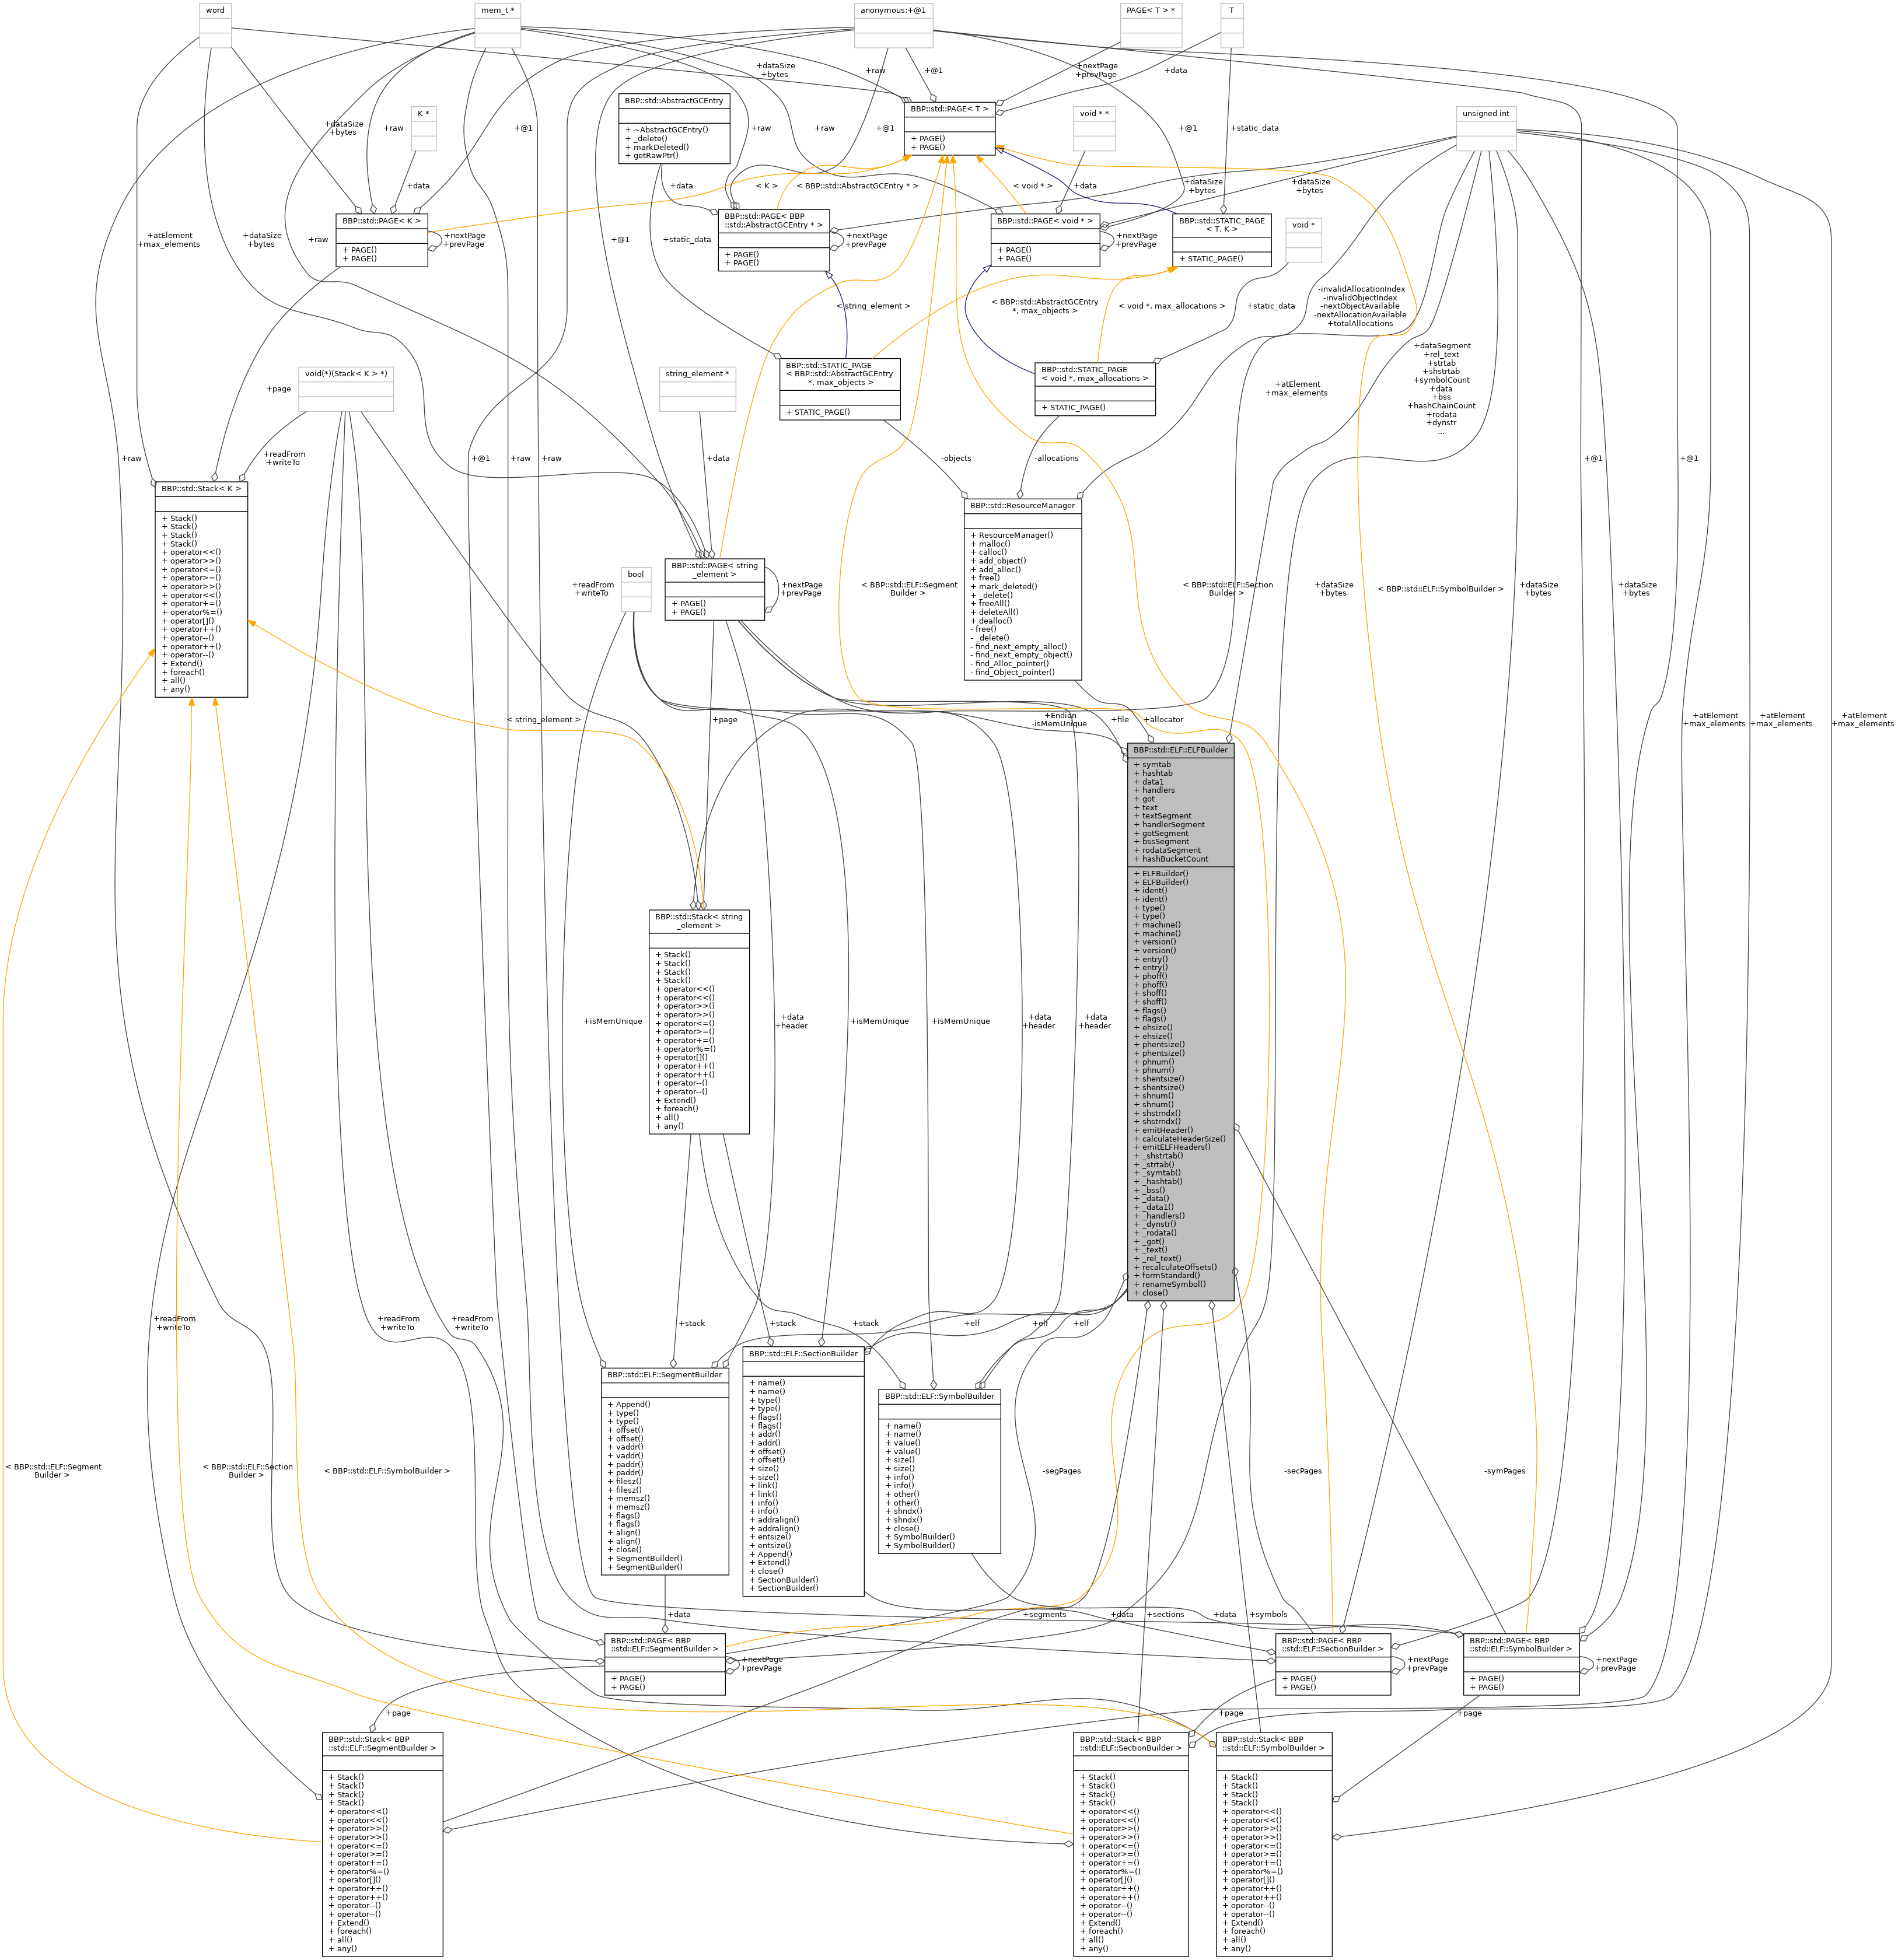 word
mem_t *
anonymous:+@1
PAGE< T > *
T
+dataSize
+bytes
+raw
+@1
+nextPage
+prevPage
+data
BBP::std::AbstractGCEntry
+ ~AbstractGCEntry()
+ _delete()
+ markDeleted()
+ getRawPtr()
BBP::std::PAGE< T >
+ PAGE()
+ PAGE()
K *
void * *
unsigned int
+dataSize
+bytes
+raw
+@1
+raw
+@1
+raw
+@1
+static_data
+data
+data
< K >
< BBP::std::AbstractGCEntry * >
< void * >
+data
+dataSize
+bytes
+dataSize
+bytes
BBP::std::PAGE< K >
+ PAGE()
+ PAGE()
+nextPage
+prevPage
BBP::std::PAGE< BBP
::std::AbstractGCEntry * >
+ PAGE()
+ PAGE()
+nextPage
+prevPage
BBP::std::PAGE< void * >
+ PAGE()
+ PAGE()
+nextPage
+prevPage
BBP::std::STATIC_PAGE
< T, K >
+ STATIC_PAGE()
void *
+atElement
+max_elements
+dataSize
+bytes
+raw
+@1
+static_data
< string_element >
< BBP::std::AbstractGCEntry
*, max_objects >
< void *, max_allocations >
+static_data
-invalidAllocationIndex
-invalidObjectIndex
-nextObjectAvailable
-nextAllocationAvailable
+totalAllocations
void(*)(Stack< K > *)
+page
string_element *
BBP::std::STATIC_PAGE
< BBP::std::AbstractGCEntry
*, max_objects >
+ STATIC_PAGE()
BBP::std::STATIC_PAGE
< void *, max_allocations >
+ STATIC_PAGE()
+atElement
+max_elements
+dataSegment
+rel_text
+strtab
+shstrtab
+symbolCount
+data
+bss
+hashChainCount
+rodata
+dynstr
...
+raw
+readFrom
+writeTo
+@1
+raw
+raw
+data
-objects
-allocations
+@1
+@1
BBP::std::Stack< K >
+ Stack()
+ Stack()
+ Stack()
+ Stack()
+ operator<<()
+ operator>>()
+ operator<=()
+ operator>=()
+ operator>>()
+ operator<<()
+ operator+=()
+ operator%=()
+ operator[]()
+ operator++()
+ operator--()
+ operator++()
+ operator--()
+ Extend()
+ foreach()
+ all()
+ any()
BBP::std::ResourceManager
+ ResourceManager()
+ malloc()
+ calloc()
+ add_object()
+ add_alloc()
+ free()
+ mark_deleted()
+ _delete()
+ freeAll()
+ deleteAll()
+ dealloc()
- free()
- _delete()
- find_next_empty_alloc()
- find_next_empty_object()
- find_Alloc_pointer()
- find_Object_pointer()
+readFrom
+writeTo
bool
BBP::std::PAGE< string
_element >
+ PAGE()
+ PAGE()
+nextPage
+prevPage
< BBP::std::ELF::Segment
Builder >
< BBP::std::ELF::Section
Builder >
+dataSize
+bytes
< BBP::std::ELF::SymbolBuilder >
+dataSize
+bytes
+dataSize
+bytes
< string_element >
+page
+Endian
-isMemUnique
+file
+allocator
+atElement
+max_elements
+atElement
+max_elements
+atElement
+max_elements
BBP::std::ELF::ELFBuilder
+ symtab
+ hashtab
+ data1
+ handlers
+ got
+ text
+ textSegment
+ handlerSegment
+ gotSegment
+ bssSegment
+ rodataSegment
+ hashBucketCount
+ ELFBuilder()
+ ELFBuilder()
+ ident()
+ ident()
+ type()
+ type()
+ machine()
+ machine()
+ version()
+ version()
+ entry()
+ entry()
+ phoff()
+ phoff()
+ shoff()
+ shoff()
+ flags()
+ flags()
+ ehsize()
+ ehsize()
+ phentsize()
+ phentsize()
+ phnum()
+ phnum()
+ shentsize()
+ shentsize()
+ shnum()
+ shnum()
+ shstrndx()
+ shstrndx()
+ emitHeader()
+ calculateHeaderSize()
+ emitELFHeaders()
+ _shstrtab()
+ _strtab()
+ _symtab()
+ _hashtab()
+ _bss()
+ _data()
+ _data1()
+ _handlers()
+ _dynstr()
+ _rodata()
+ _got()
+ _text()
+ _rel_text()
+ recalculateOffsets()
+ formStandard()
+ renameSymbol()
+ close()
BBP::std::Stack< string
_element >
+ Stack()
+ Stack()
+ Stack()
+ Stack()
+ operator<<()
+ operator<<()
+ operator>>()
+ operator>>()
+ operator<=()
+ operator>=()
+ operator+=()
+ operator%=()
+ operator[]()
+ operator++()
+ operator++()
+ operator--()
+ operator--()
+ Extend()
+ foreach()
+ all()
+ any()
+isMemUnique
+data
+header
+isMemUnique
+isMemUnique
+data
+header
+data
+header
+readFrom
+writeTo
+readFrom
+writeTo
+readFrom
+writeTo
+stack
+stack
+stack
+elf
+elf
+elf
BBP::std::ELF::SegmentBuilder
+ Append()
+ type()
+ type()
+ offset()
+ offset()
+ vaddr()
+ vaddr()
+ paddr()
+ paddr()
+ filesz()
+ filesz()
+ memsz()
+ memsz()
+ flags()
+ flags()
+ align()
+ align()
+ close()
+ SegmentBuilder()
+ SegmentBuilder()
BBP::std::ELF::SectionBuilder
+ name()
+ name()
+ type()
+ type()
+ flags()
+ flags()
+ addr()
+ addr()
+ offset()
+ offset()
+ size()
+ size()
+ link()
+ link()
+ info()
+ info()
+ addralign()
+ addralign()
+ entsize()
+ entsize()
+ Append()
+ Extend()
+ close()
+ SectionBuilder()
+ SectionBuilder()
BBP::std::ELF::SymbolBuilder
+ name()
+ name()
+ value()
+ value()
+ size()
+ size()
+ info()
+ info()
+ other()
+ other()
+ shndx()
+ shndx()
+ close()
+ SymbolBuilder()
+ SymbolBuilder()
< BBP::std::ELF::Segment
Builder >
< BBP::std::ELF::Section
Builder >
< BBP::std::ELF::SymbolBuilder >
-segPages
-secPages
-symPages
+data
+segments
+data
+sections
+data
+symbols
BBP::std::PAGE< BBP
::std::ELF::SegmentBuilder >
+ PAGE()
+ PAGE()
+nextPage
+prevPage
BBP::std::PAGE< BBP
::std::ELF::SectionBuilder >
+ PAGE()
+ PAGE()
+nextPage
+prevPage
BBP::std::PAGE< BBP
::std::ELF::SymbolBuilder >
+ PAGE()
+ PAGE()
+nextPage
+prevPage
+page
+page
+page
BBP::std::Stack< BBP
::std::ELF::SegmentBuilder >
+ Stack()
+ Stack()
+ Stack()
+ Stack()
+ operator<<()
+ operator<<()
+ operator>>()
+ operator>>()
+ operator<=()
+ operator>=()
+ operator+=()
+ operator%=()
+ operator[]()
+ operator++()
+ operator++()
+ operator--()
+ operator--()
+ Extend()
+ foreach()
+ all()
+ any()
BBP::std::Stack< BBP
::std::ELF::SectionBuilder >
+ Stack()
+ Stack()
+ Stack()
+ Stack()
+ operator<<()
+ operator<<()
+ operator>>()
+ operator>>()
+ operator<=()
+ operator>=()
+ operator+=()
+ operator%=()
+ operator[]()
+ operator++()
+ operator++()
+ operator--()
+ operator--()
+ Extend()
+ foreach()
+ all()
+ any()
BBP::std::Stack< BBP
::std::ELF::SymbolBuilder >
+ Stack()
+ Stack()
+ Stack()
+ Stack()
+ operator<<()
+ operator<<()
+ operator>>()
+ operator>>()
+ operator<=()
+ operator>=()
+ operator+=()
+ operator%=()
+ operator[]()
+ operator++()
+ operator++()
+ operator--()
+ operator--()
+ Extend()
+ foreach()
+ all()
+ any()